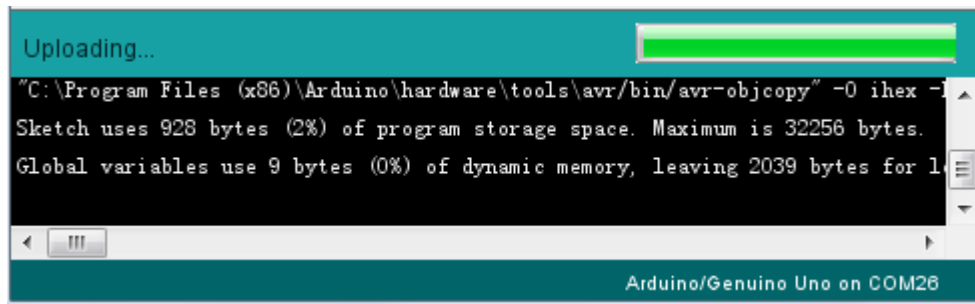 Uploading...
"C:\Program Files (x86)\Arduino\hardware\tools\avr/bin/avr-objcopy" -O ihex -
Sketch uses 928 bytes (2%) of program storage space. Maximum is 32256 bytes.
Global variables use 9 bytes (0%) of dynamic memory, leaving 2039 bytes for
Arduino/Genuino Uno on COM26